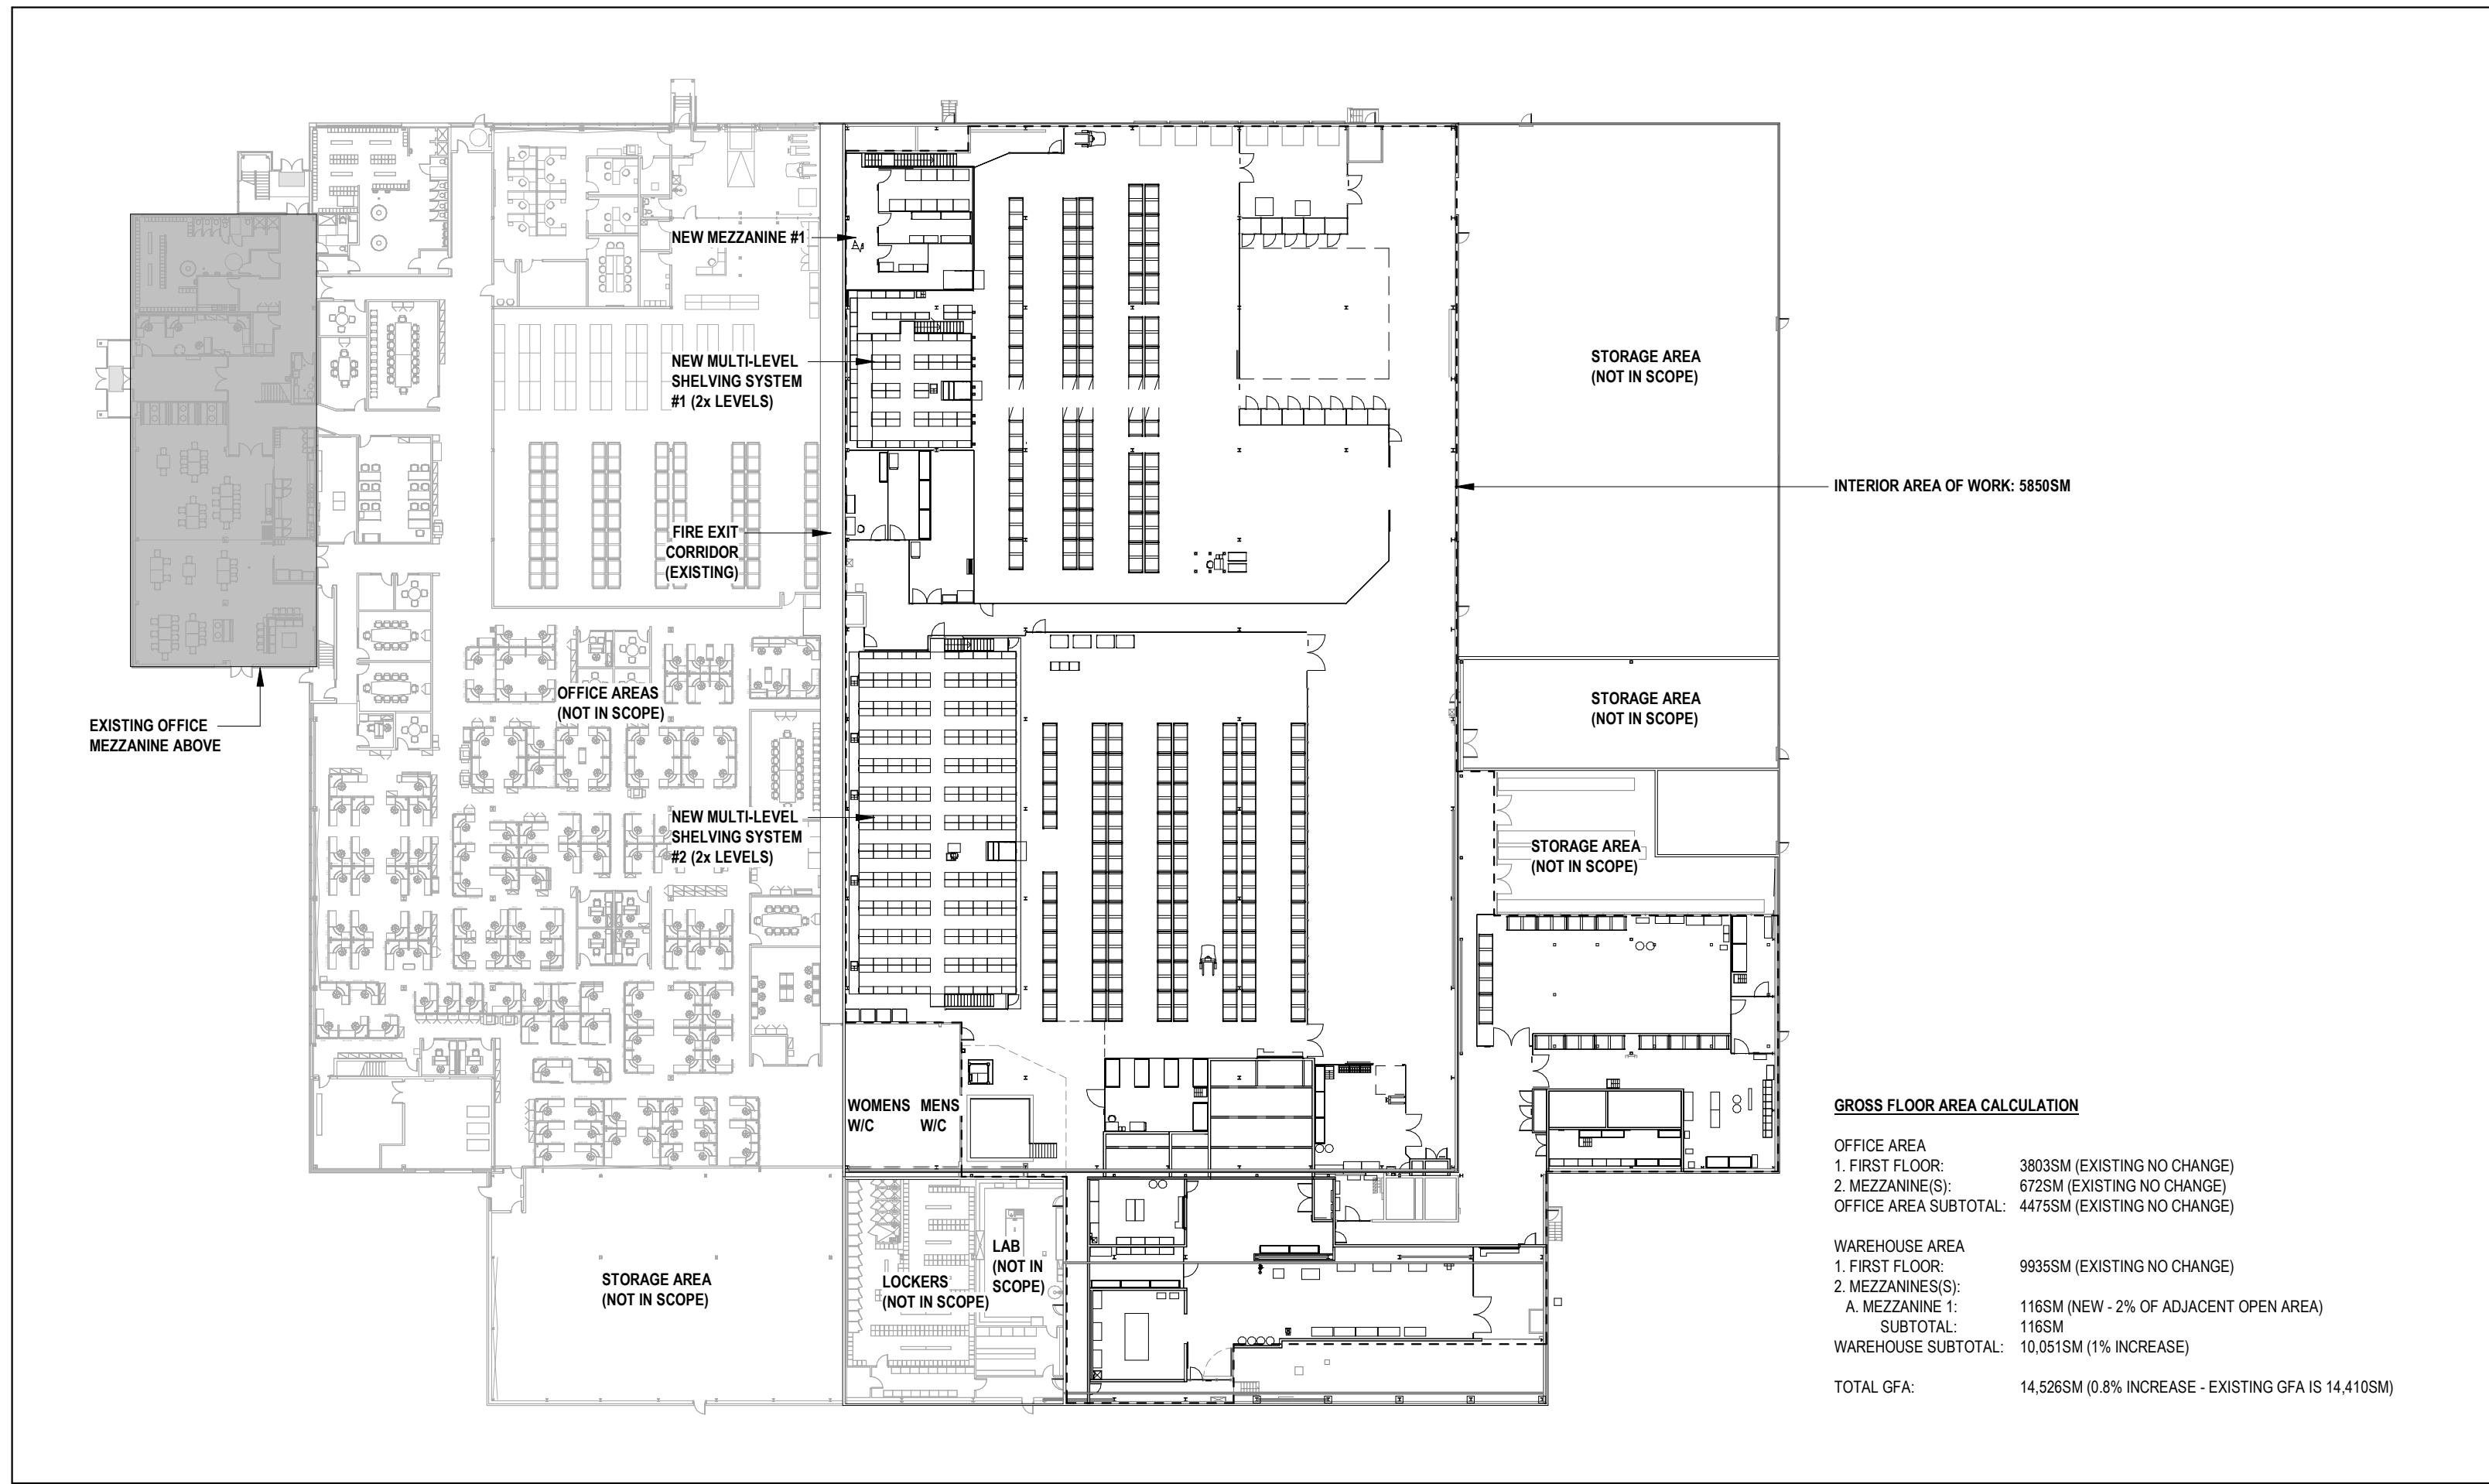 NEW MEZZANINE #1
NEW MULTI-LEVEL
SHELVING SYSTEM
#1 (2x LEVELS)
STORAGE AREA
(NOT IN SCOPE)
INTERIOR AREA OF WORK: 5850SM
FIRE EXIT
CORRIDOR
(EXISTING)
OFFICE AREAS
(NOT IN SCOPE)
STORAGE AREA
(NOT IN SCOPE)
EXISTING OFFICE
MEZZANINE ABOVE
NEW MULTI-LEVEL
SHELVING SYSTEM
#2 (2x LEVELS)
STORAGE AREA
(NOT IN SCOPE)
WOMENS
W/C
MENS
W/C
LAB
(NOT IN
SCOPE)
LOCKERS
(NOT IN SCOPE)
STORAGE AREA
(NOT IN SCOPE)
GROSS FLOOR AREA CALCULATION
OFFICE AREA
1. FIRST FLOOR: 3803SM (EXISTING NO CHANGE)
2. MEZZANINE(S): 672SM (EXISTING NO CHANGE)
OFFICE AREA SUBTOTAL: 4475SM (EXISTING NO CHANGE)
WAREHOUSE AREA
1. FIRST FLOOR: 9935SM (EXISTING NO CHANGE)
2. MEZZANINES(S):
A. MEZZANINE 1: 116SM (NEW - 2% OF ADJACENT OPEN AREA)
SUBTOTAL: 116SM
WAREHOUSE SUBTOTAL: 10,051SM (1% INCREASE)
TOTAL GFA: 14,526SM (0.8% INCREASE - EXISTING GFA IS 14,410SM)